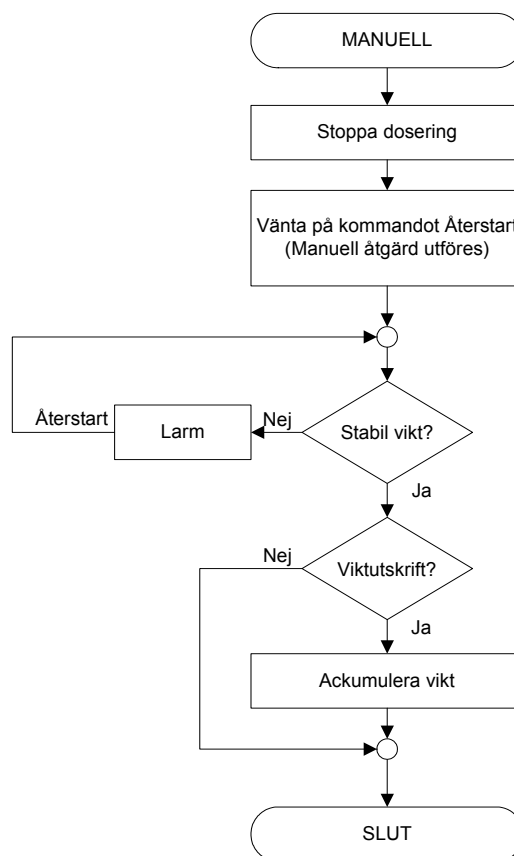 MANUELL
Stoppa dosering
Vänta på kommandot Återstart
(Manuell åtgärd utföres)
Återstart
Larm
Nej
Stabil vikt?
Ja
Nej
Viktutskrift?
Ja
Ackumulera vikt
SLUT